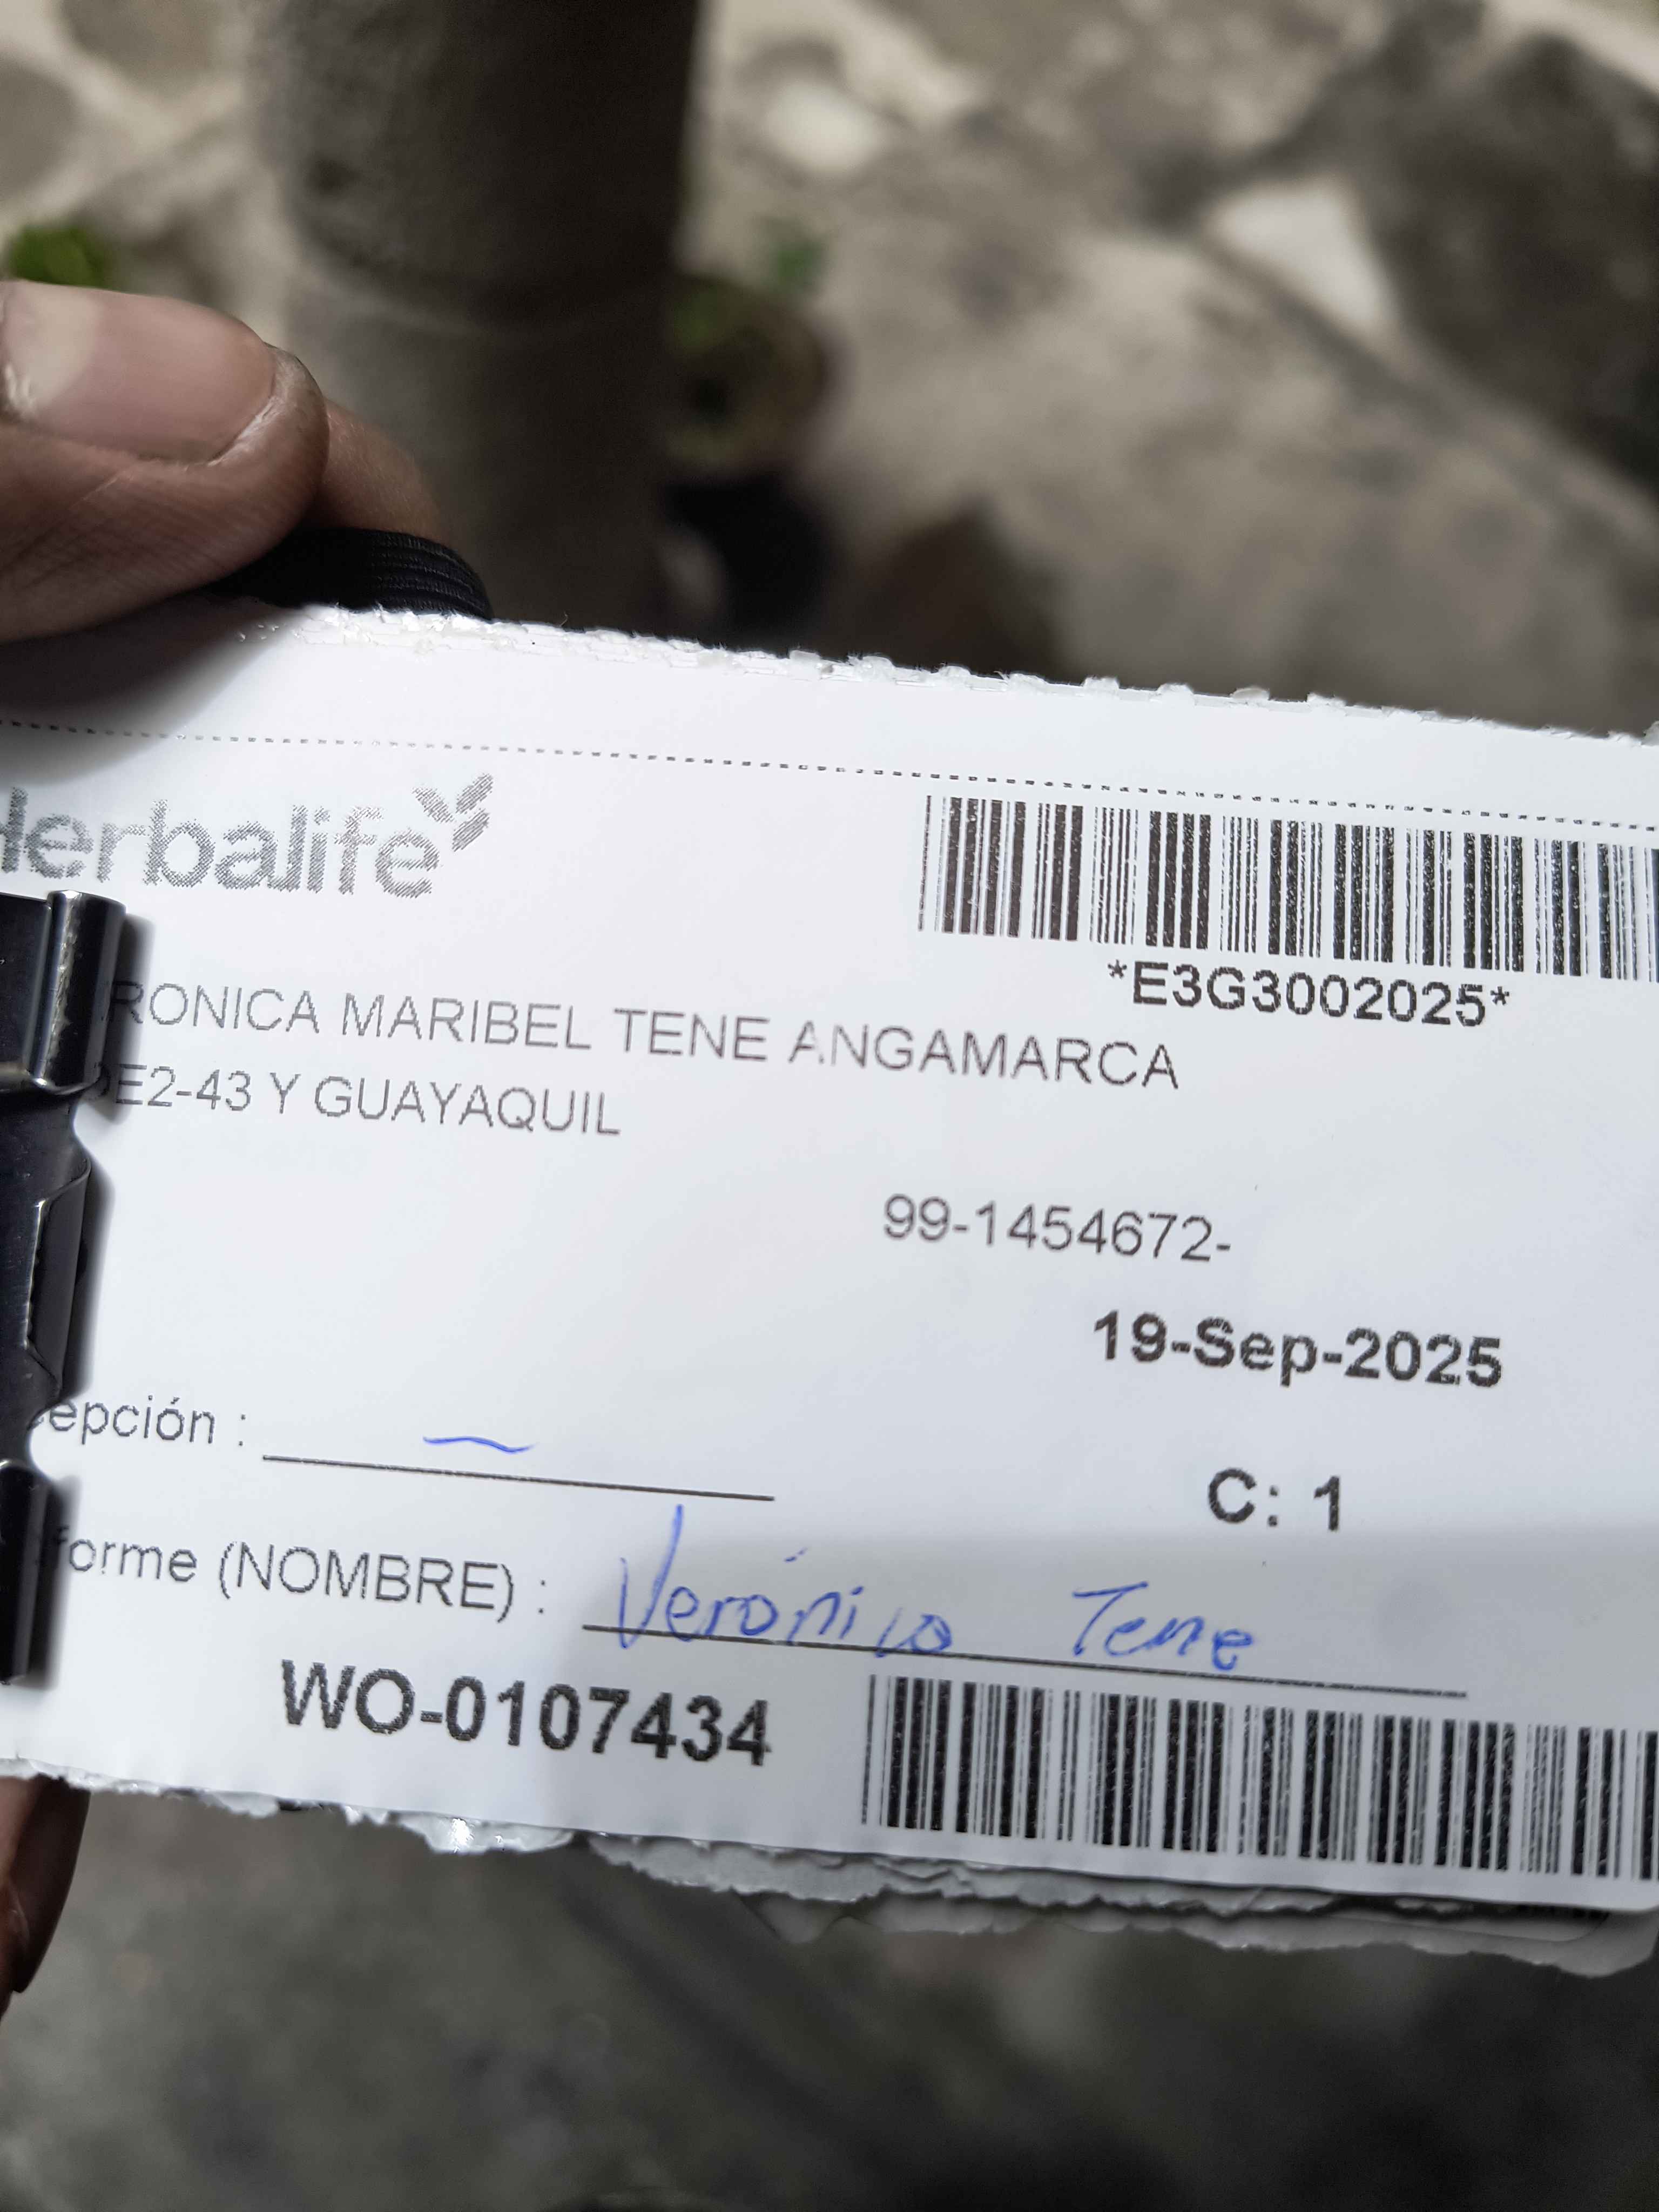 Herbalife
*E3G3002025*
RONICA MARIBEL TENE ANGAMARCA
E2-43 Y GUAYAQUIL
99-1454672-
19-Sep-2025
epción :
C: 1
forme (NOMBRE) : Verónica Tene
WO-0107434